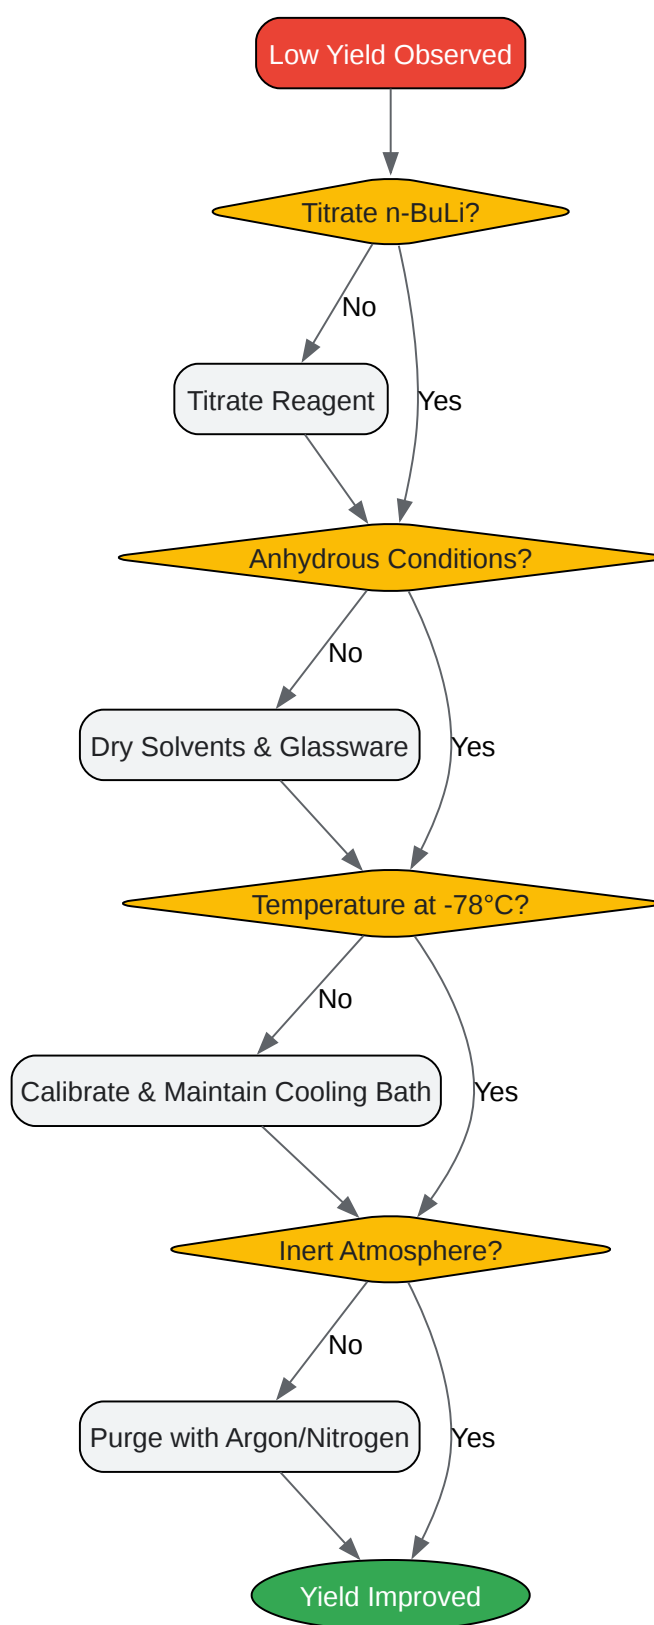 Low Yield Observed
Titrate n-BuLi?
No
Titrate Reagent
Yes
Anhydrous Conditions?
No
Dry Solvents & Glassware
Yes
Temperature at -78°C?
No
Calibrate & Maintain Cooling Bath
Yes
Inert Atmosphere?
No
Purge with Argon/Nitrogen
Yes
Yield Improved